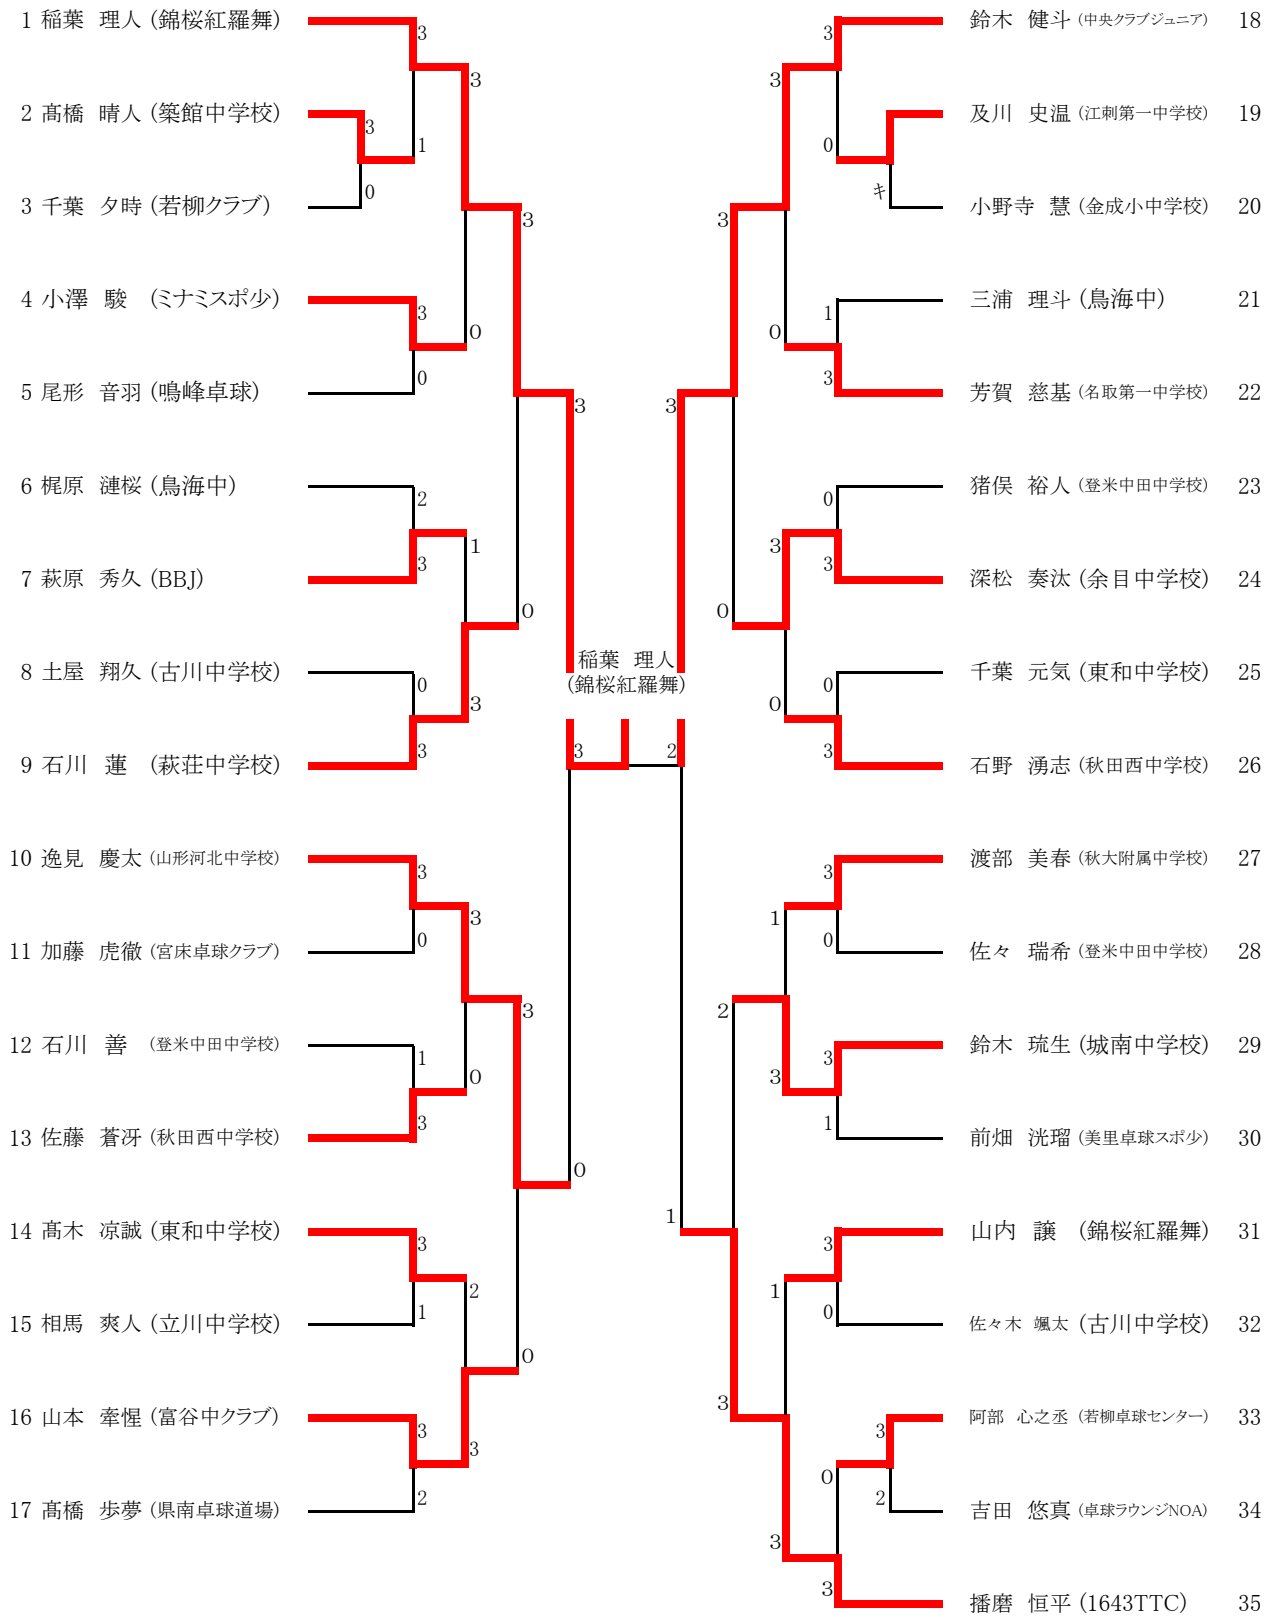 1 稲葉 理人 (錦桜紅羅舞)
3
3
2 髙橋 晴人 (築館中学校)
3
1
3 千葉 夕時 (若柳クラブ)
0
3
4 小澤 駿 (ミナミスポ少)
3
0
5 尾形 音羽 (鳴峰卓球)
0
3
6 梶原 漣桜 (鳥海中)
2
1
7 萩原 秀久 (BBJ)
3
0
8 土屋 翔久 (古川中学校)
0
3
9 石川 蓮 (萩荘中学校)
3
10 逸見 慶太 (山形河北中学校)
3
3
11 加藤 虎徹 (宮床卓球クラブ)
0
3
12 石川 善 (登米中田中学校)
1
0
13 佐藤 蒼冴 (秋田西中学校)
3
0
14 髙木 凉誠 (東和中学校)
3
2
15 相馬 爽人 (立川中学校)
1
0
16 山本 牽惺 (富谷中クラブ)
3
3
17 髙橋 歩夢 (県南卓球道場)
2
稲葉 理人
(錦桜紅羅舞)
3 2
鈴木 健斗 (中央クラブジュニア) 18
3
3
及川 史温 (江刺第一中学校) 19
0
キ
小野寺 慧 (金成小中学校) 20
3
三浦 理斗 (鳥海中) 21
1
0
芳賀 慈基 (名取第一中学校) 22
3
3
猪俣 裕人 (登米中田中学校) 23
0
3
深松 奏汰 (余目中学校) 24
3
0
千葉 元気 (東和中学校) 25
0
0
石野 湧志 (秋田西中学校) 26
3
渡部 美春 (秋大附属中学校) 27
3
1
佐々 瑞希 (登米中田中学校) 28
0
2
鈴木 琉生 (城南中学校) 29
3
3
前畑 洸瑠 (美里卓球スポ少) 30
1
1
山内 譲 (錦桜紅羅舞) 31
3
1
佐々木 颯太 (古川中学校) 32
0
3
阿部 心之丞 (若柳卓球センター) 33
3
0
吉田 悠真 (卓球ラウンジNOA) 34
2
3
播磨 恒平 (1643TTC) 35
3